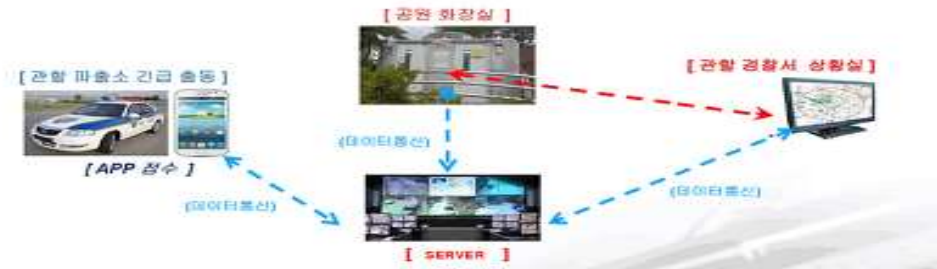 [ 공원 화장실 ]
[ 관할 파출소 긴급 출동 ]
[ 관할 경찰서 상황실 ]
(데이터통신)
[ APP 접수 ]
(데이터통신)
(데이터통신)
[ SERVER ]